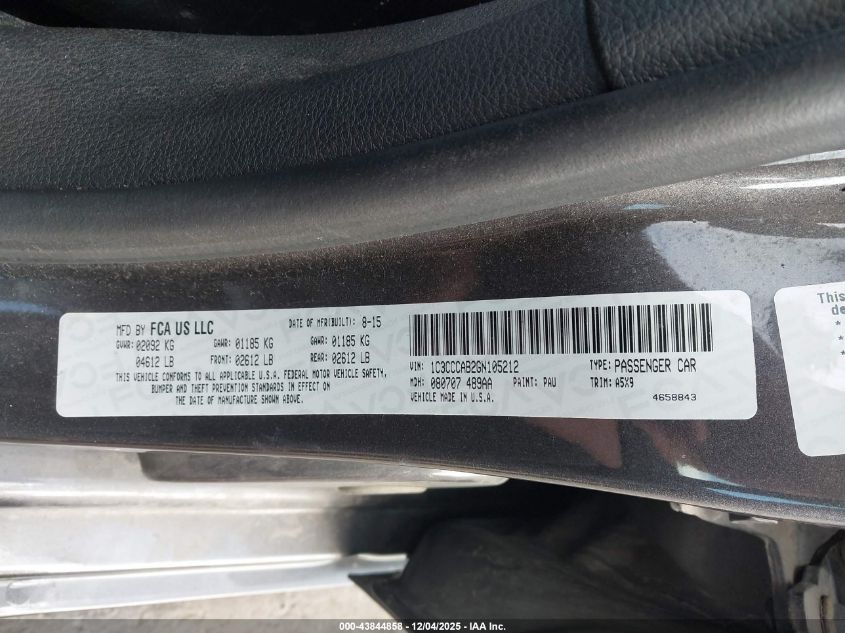 MFD BY FCA US LLC DATE OF MFR(BUILT): 8-15
GVWR: 02092 KG GAWR: 01185 KG GAWR: 01185 KG
04612 LB FRONT: 02612 LB REAR: 02612 LB
THIS VEHICLE CONFORMS TO ALL APPLICABLE U.S.A. FEDERAL MOTOR VEHICLE SAFETY,
BUMPER AND THEFT PREVENTION STANDARDS IN EFFECT ON
THE DATE OF MANUFACTURE SHOWN ABOVE.
VIN: 1C3CCCAB2GN105212 TYPE: PASSENGER CAR
MDH: 080707 489AA PAINT: PAU TRIM: A5X9
VEHICLE MADE IN U.S.A. 4658843
This
000-43844858 - 12/04/2025 - IAA Inc.